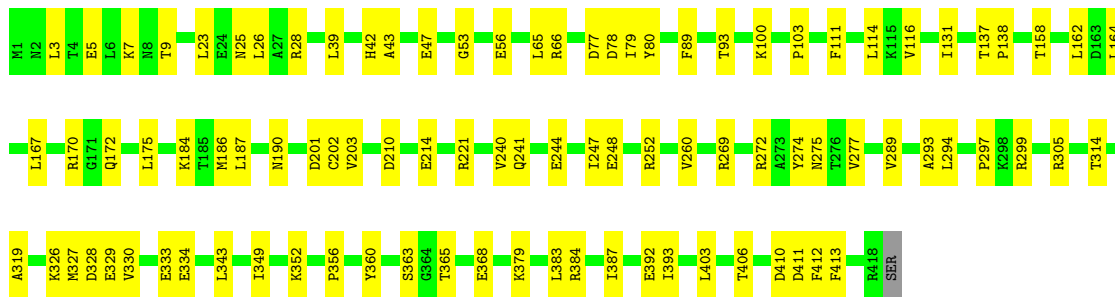 M1 N2 L3 T4 E5 L6 K7 N8 T9 L23 E24 N25 L26 A27 R28 L39 H42 A43 E47 G53 E56 L65 R66 D77 D78 I79 Y80 F89 T93 K100 P103 F111 L114 K115 V116 I131 T137 P138 T158 L162 D163
L167 R170 G171 Q172 L175 K184 T185 M186 L187 N190 D201 C202 V203 D210 E214 R221 V240 Q241 E244 I247 E248 R252 V260 R269 R272 A273 Y274 N275 T276 V277 V289 A293 L294 P297 K298 R299 R305 T314
A319 K326 M327 D328 E329 V330 E333 E334 L343 I349 K352 P356 Y360 S363 G364 T365 E368 K379 L383 R384 I387 E392 I393 L403 T406 D410 D411 F412 F413 R418 SER